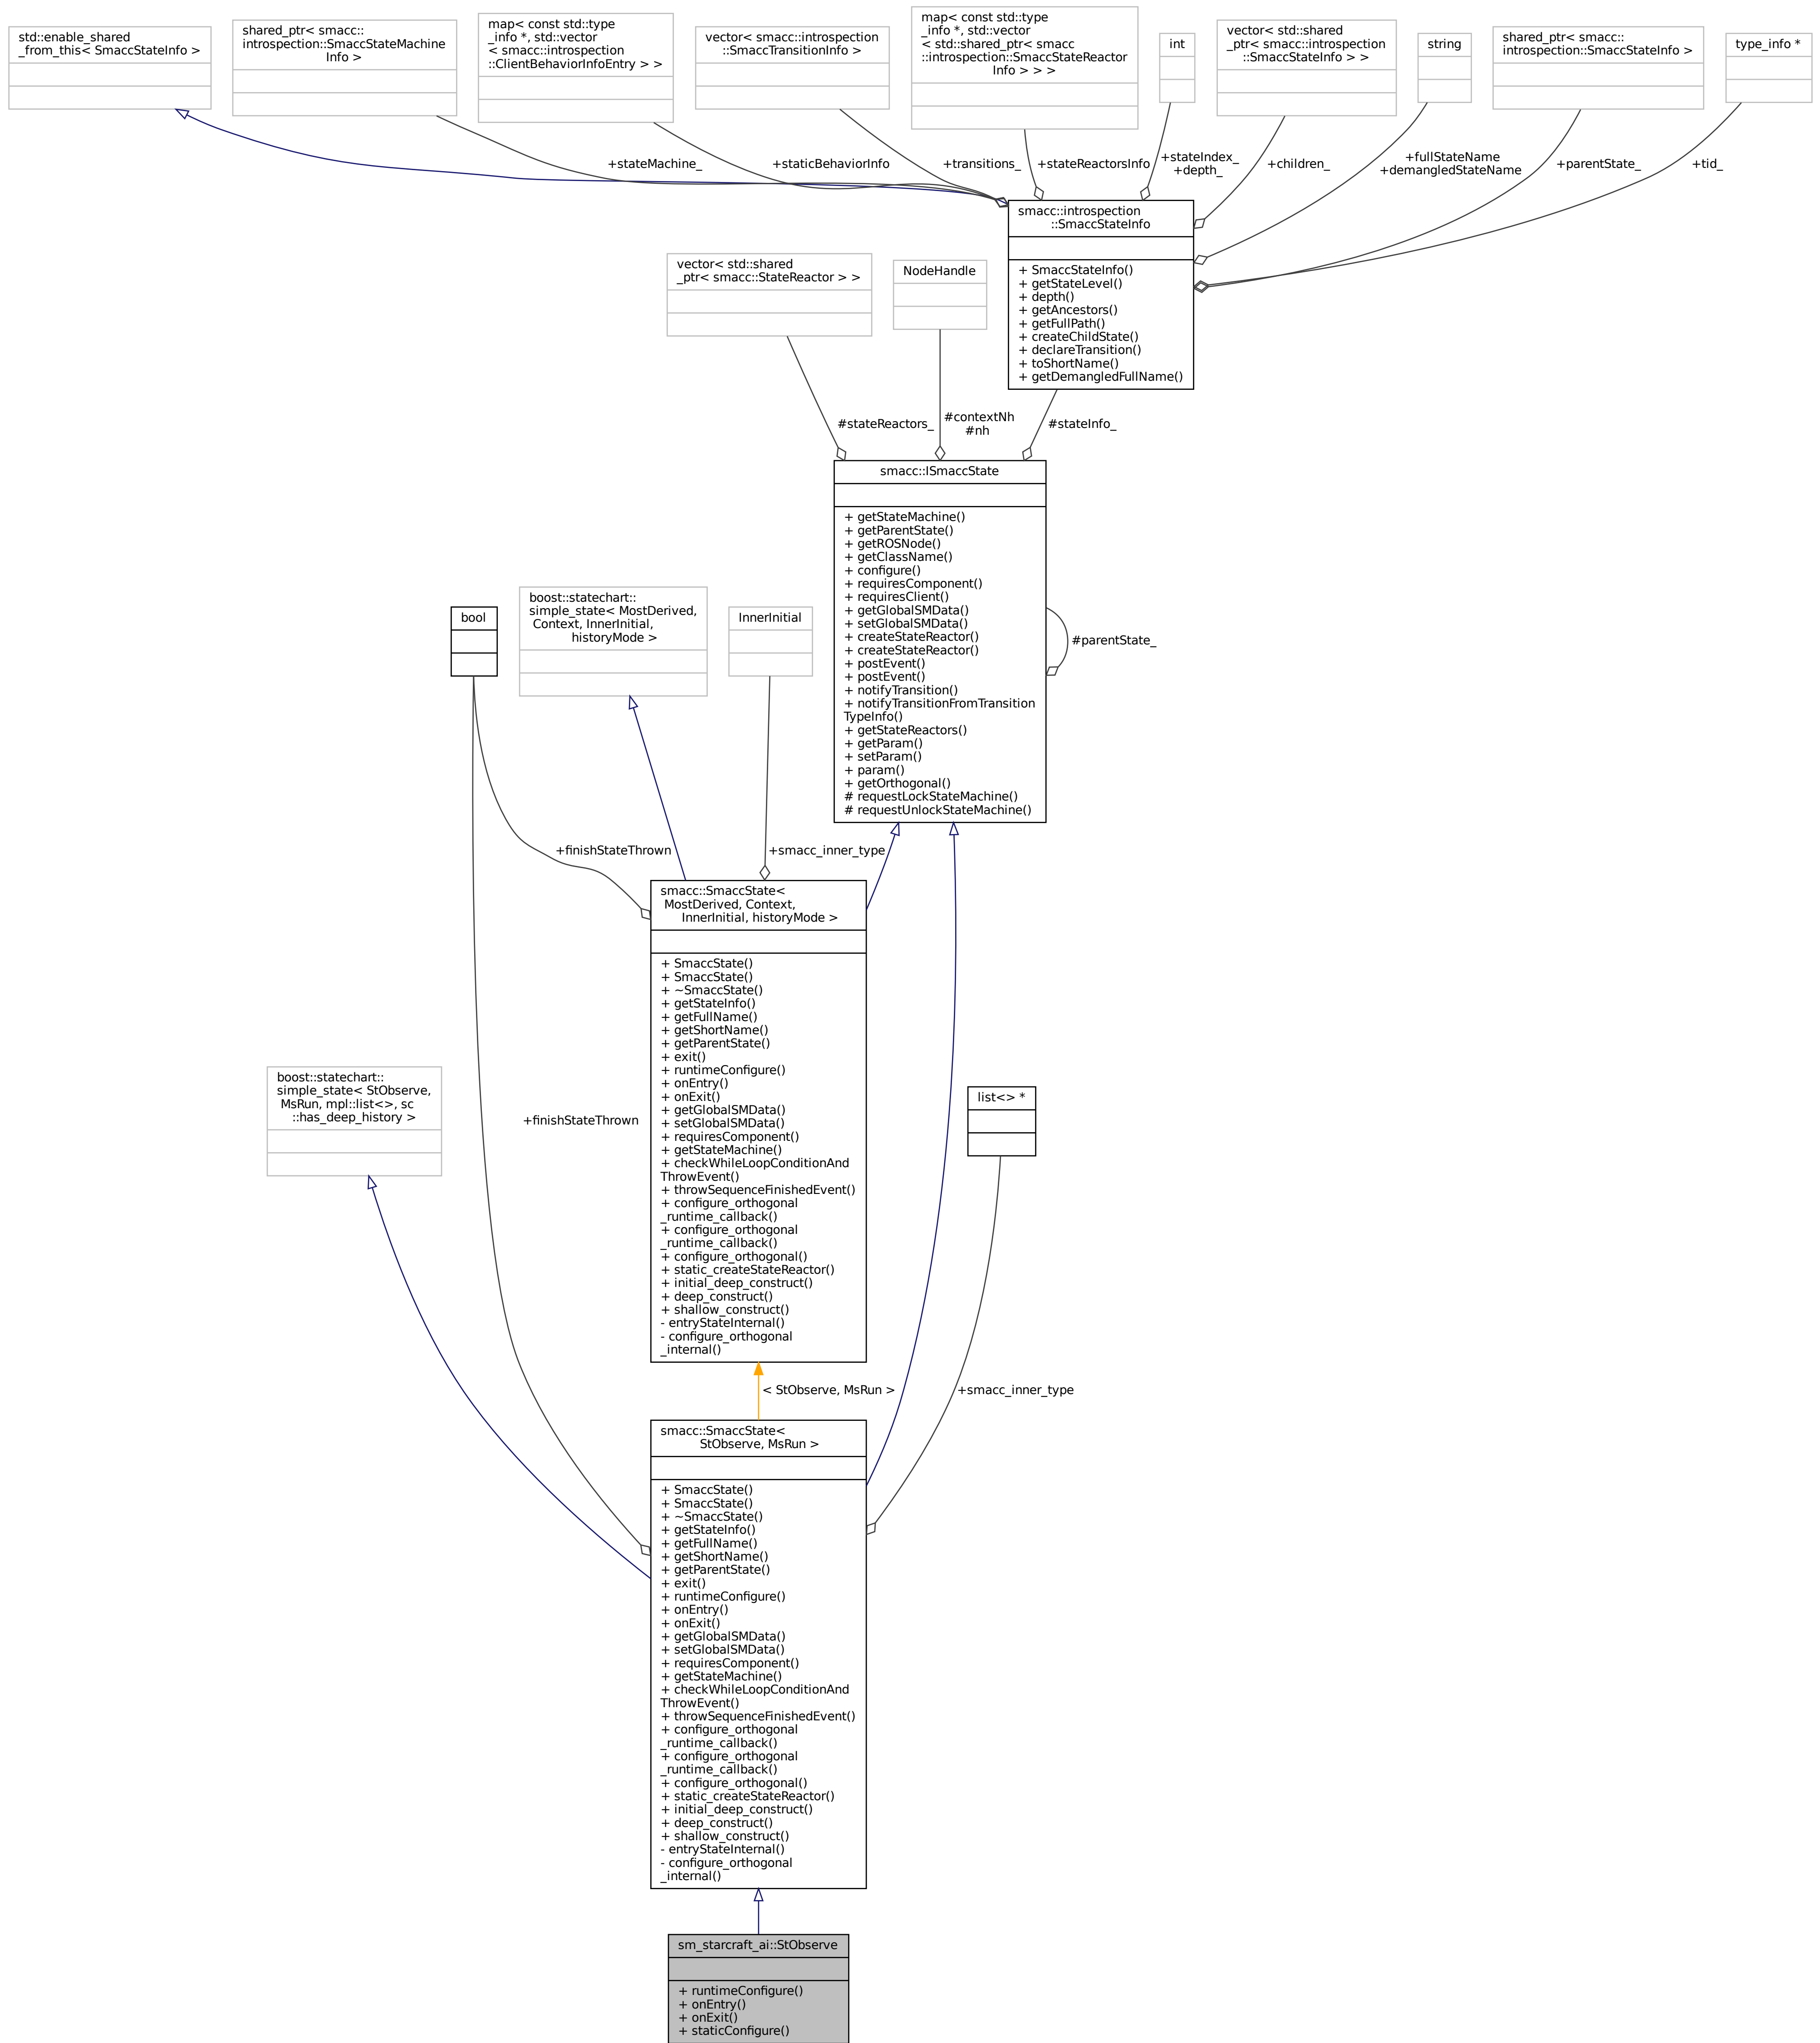 std::enable_shared
_from_this< SmaccStateInfo >
shared_ptr< smacc::
introspection::SmaccStateMachine
Info >
map< const std::type
_info *, std::vector
< smacc::introspection
::ClientBehaviorInfoEntry > >
vector< smacc::introspection
::SmaccTransitionInfo >
map< const std::type
_info *, std::vector
< std::shared_ptr< smacc
::introspection::SmaccStateReactor
Info > > >
int
vector< std::shared
_ptr< smacc::introspection
::SmaccStateInfo > >
string
shared_ptr< smacc::
introspection::SmaccStateInfo >
type_info *
+stateMachine_
+staticBehaviorInfo
+transitions_
+stateReactorsInfo
+stateIndex_
+depth_
+children_
+fullStateName
+demangledStateName
+parentState_
+tid_
smacc::introspection
::SmaccStateInfo
+ SmaccStateInfo()
+ getStateLevel()
+ depth()
+ getAncestors()
+ getFullPath()
+ createChildState()
+ declareTransition()
+ toShortName()
+ getDemangledFullName()
vector< std::shared
_ptr< smacc::StateReactor > >
NodeHandle
#stateReactors_
#contextNh
#nh
#stateInfo_
smacc::ISmaccState
+ getStateMachine()
+ getParentState()
+ getROSNode()
+ getClassName()
+ configure()
+ requiresComponent()
+ requiresClient()
+ getGlobalSMData()
+ setGlobalSMData()
+ createStateReactor()
+ createStateReactor()
+ postEvent()
+ postEvent()
+ notifyTransition()
+ notifyTransitionFromTransition
TypeInfo()
+ getStateReactors()
+ getParam()
+ setParam()
+ param()
+ getOrthogonal()
# requestLockStateMachine()
# requestUnlockStateMachine()
#parentState_
bool
boost::statechart::
simple_state< MostDerived,
Context, InnerInitial,
historyMode >
InnerInitial
+finishStateThrown
+smacc_inner_type
smacc::SmaccState<
MostDerived, Context,
InnerInitial, historyMode >
+ SmaccState()
+ SmaccState()
+ ~SmaccState()
+ getStateInfo()
+ getFullName()
+ getShortName()
+ getParentState()
+ exit()
+ runtimeConfigure()
+ onEntry()
+ onExit()
+ getGlobalSMData()
+ setGlobalSMData()
+ requiresComponent()
+ getStateMachine()
+ checkWhileLoopConditionAnd
ThrowEvent()
+ throwSequenceFinishedEvent()
+ configure_orthogonal
_runtime_callback()
+ configure_orthogonal
_runtime_callback()
+ configure_orthogonal()
+ static_createStateReactor()
+ initial_deep_construct()
+ deep_construct()
+ shallow_construct()
- entryStateInternal()
- configure_orthogonal
_internal()
boost::statechart::
simple_state< StObserve,
MsRun, mpl::list<>, sc
::has_deep_history >
+finishStateThrown
list<> *
< StObserve, MsRun >
+smacc_inner_type
smacc::SmaccState<
StObserve, MsRun >
+ SmaccState()
+ SmaccState()
+ ~SmaccState()
+ getStateInfo()
+ getFullName()
+ getShortName()
+ getParentState()
+ exit()
+ runtimeConfigure()
+ onEntry()
+ onExit()
+ getGlobalSMData()
+ setGlobalSMData()
+ requiresComponent()
+ getStateMachine()
+ checkWhileLoopConditionAnd
ThrowEvent()
+ throwSequenceFinishedEvent()
+ configure_orthogonal
_runtime_callback()
+ configure_orthogonal
_runtime_callback()
+ configure_orthogonal()
+ static_createStateReactor()
+ initial_deep_construct()
+ deep_construct()
+ shallow_construct()
- entryStateInternal()
- configure_orthogonal
_internal()
sm_starcraft_ai::StObserve
+ runtimeConfigure()
+ onEntry()
+ onExit()
+ staticConfigure()